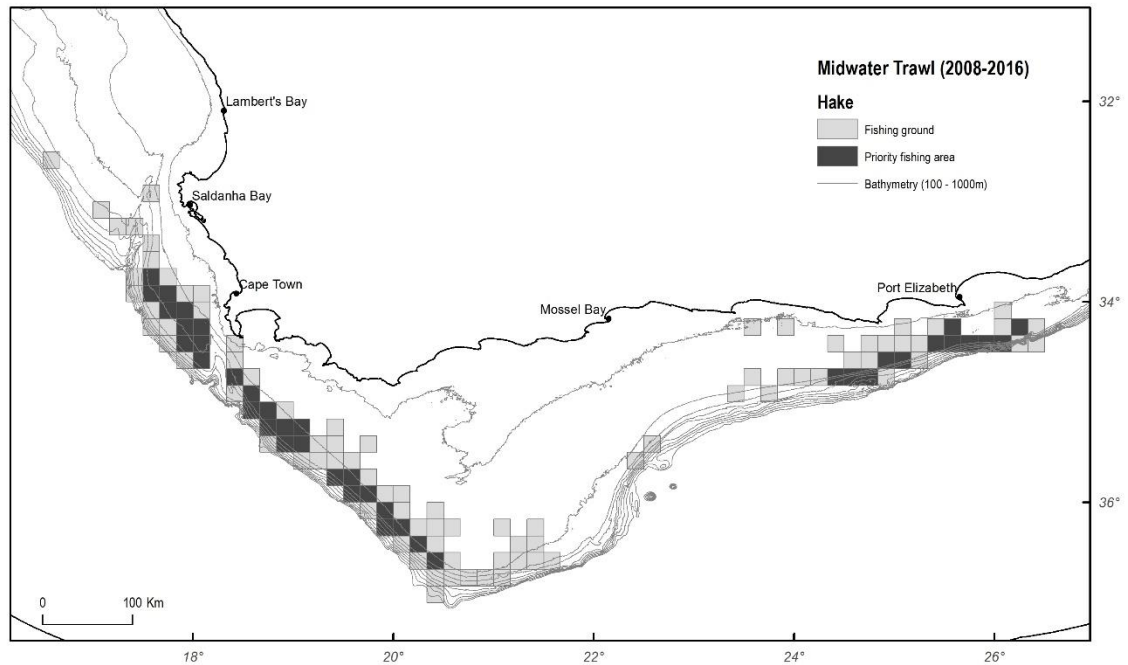 Midwater Trawl (2008-2016)
Hake
Fishing ground
Priority fishing area
Bathymetry (100 - 1000m)
32°
Lambert's Bay
Saldanha Bay
Cape Town
Mossel Bay
Port Elizabeth
34°
36°
0 100 Km
18° 20° 22° 24° 26°